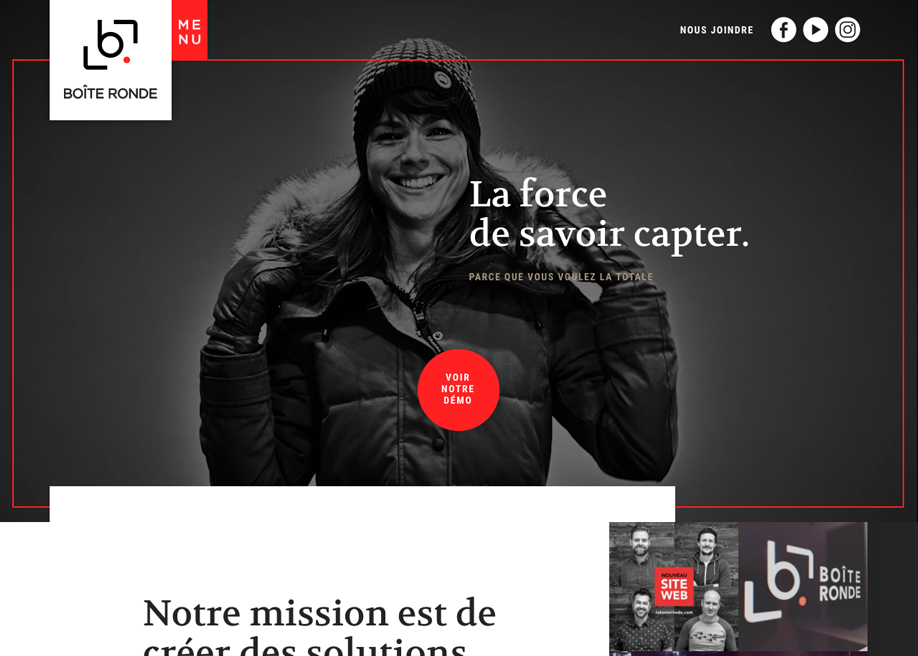 ME
NU
BOÎTE RONDE
NOUS JOINDRE
La force
de savoir capter.
PARCE QUE VOUS VOULEZ LA TOTALE
VOIR
NOTRE
DÉMO
Notre mission est de
créer des solutions
NOUVEAU
SITE
WEB
laboiteronde.com
BOÎTE
RONDE